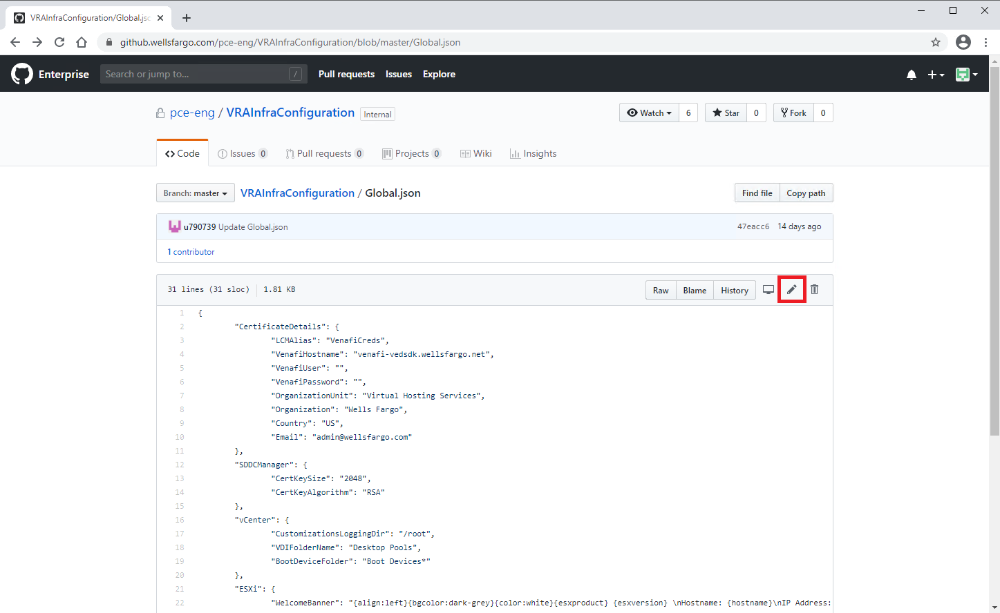 VRAInfraConfiguration/Global.jsc
github.wellsfargo.com/pce-eng/VRAInfraConfiguration/blob/master/Global.json
Enterprise Search or jump to... / Pull requests Issues Explore
pce-eng / VRAInfraConfiguration Internal Watch 6 Star 0 Fork 0
Code Issues 0 Pull requests 0 Projects 0 Wiki Insights
Branch: master VRAInfraConfiguration / Global.json Find file Copy path
u790739 Update Global.json 47eacc6 14 days ago
1 contributor
31 lines (31 sloc) 1.81 KB Raw Blame History
1 {
2 "CertificateDetails": {
3 "LCMAlias": "VenafiCreds",
4 "VenafiHostname": "venafi-vedsdk.wellsfargo.net",
5 "VenafiUser": "",
6 "VenafiPassword": "",
7 "OrganizationUnit": "Virtual Hosting Services",
8 "Organization": "Wells Fargo",
9 "Country": "US",
10 "Email": "admin@wellsfargo.com"
11 },
12 "SDDCManager": {
13 "CertKeySize": "2048",
14 "CertKeyAlgorithm": "RSA"
15 },
16 "vCenter": {
17 "CustomizationsLoggingDir": "/root",
18 "VDIFolderName": "Desktop Pools",
19 "BootDeviceFolder": "Boot Devices*"
20 },
21 "ESXi": {
22 "WelcomeBanner": "{align:left}{bgcolor:dark-grey}{color:white}{esxproduct} {esxversion} \nHostname: {hostname}\nIP Address: